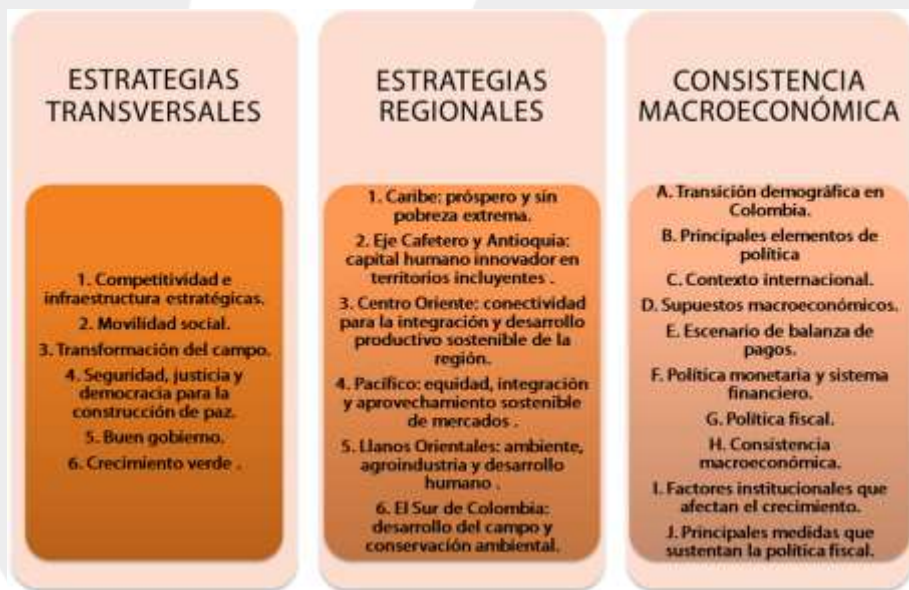 ESTRATEGIAS
TRANSVERSALES
1. Competitividad e
infraestructura estratégicas.
2. Movilidad social.
3. Transformación del campo.
4. Seguridad, justicia y
democracia para la
construcción de paz.
5. Buen gobierno.
6. Crecimiento verde .
ESTRATEGIAS
REGIONALES
1. Caribe: próspero y sin
pobreza extrema.
2. Eje Cafetero y Antioquia:
capital humano innovador en
territorios incluyentes .
3. Centro Oriente: conectividad
para la integración y desarrollo
productivo sostenible de la
región.
4. Pacífico: equidad, integración
y aprovechamiento sostenible
de mercados .
5. Llanos Orientales: ambiente,
agroindustria y desarrollo
humano .
6. El Sur de Colombia:
desarrollo del campo y
conservación ambiental.
CONSISTENCIA
MACROECONÓMICA
A. Transición demográfica en
Colombia.
B. Principales elementos de
política
C. Contexto internacional.
D. Supuestos macroeconómicos.
E. Escenario de balanza de
pagos.
F. Política monetaria y sistema
financiero.
G. Política fiscal.
H. Consistencia
macroeconómica.
I. Factores institucionales que
afectan el crecimiento.
J. Principales medidas que
sustentan la política fiscal.